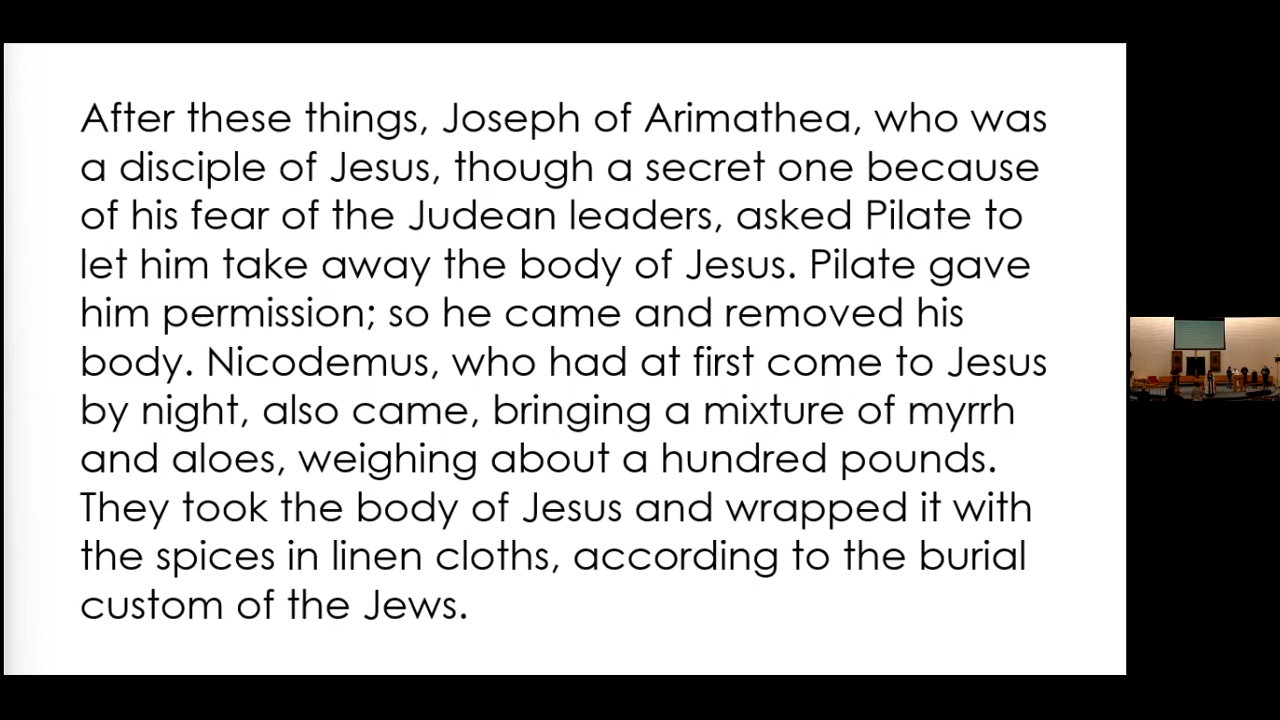 After these things, Joseph of Arimathea, who was
a disciple of Jesus, though a secret one because
of his fear of the Judean leaders, asked Pilate to
let him take away the body of Jesus. Pilate gave
him permission; so he came and removed his
body. Nicodemus, who had at first come to Jesus
by night, also came, bringing a mixture of myrrh
and aloes, weighing about a hundred pounds.
They took the body of Jesus and wrapped it with
the spices in linen cloths, according to the burial
custom of the Jews.